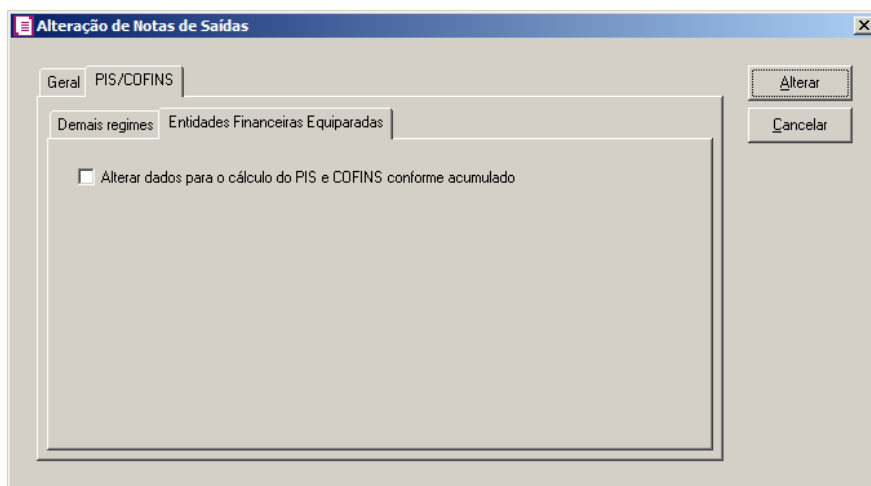 Alteração de Notas de Saídas
Geral PIS/COFINS
Alterar
Demais regimes Entidades Financeiras Equiparadas
Cancelar
Alterar dados para o cálculo do PIS e COFINS conforme acumulado